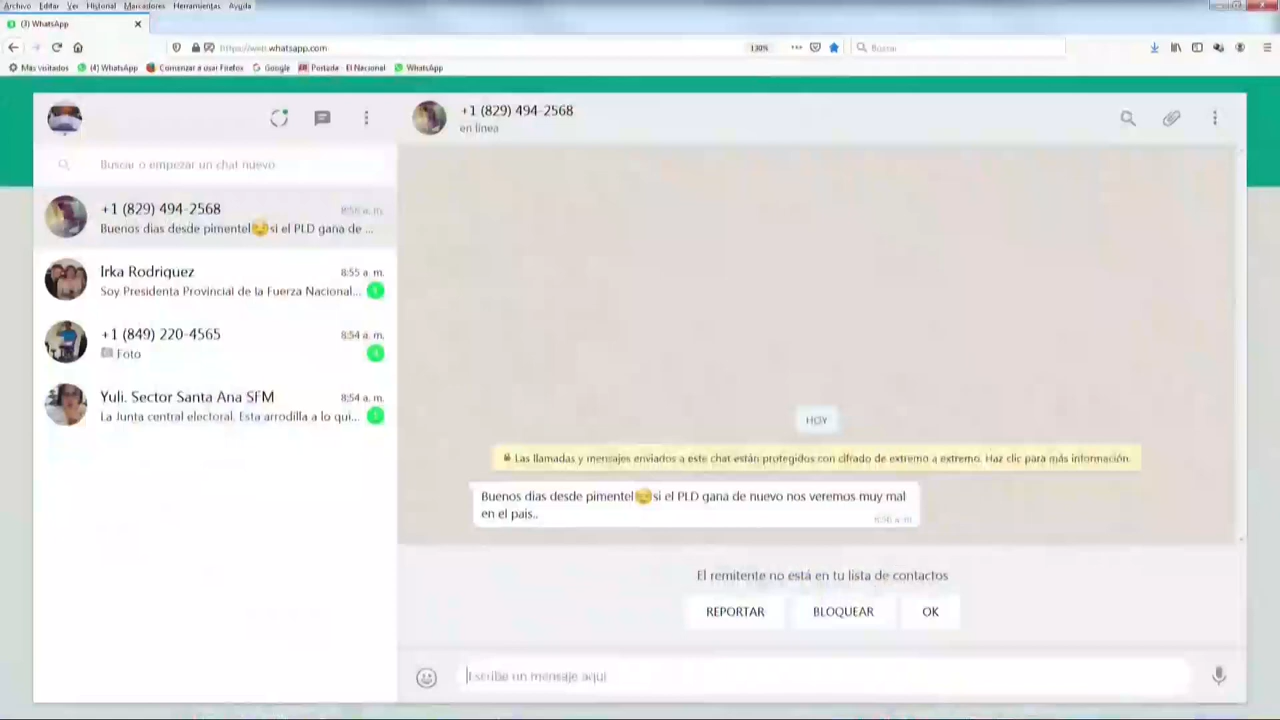 Archivo Editar Ver Historial Marcadores Herramientas Ayuda
(3) WhatsApp
https://web.whatsapp.com
130%
Buscar
Más visitados (4) WhatsApp Comenzar a usar Firefox Google Portada - El Nacional WhatsApp
+1 (829) 494-2568
en línea
Buscar o empezar un chat nuevo
+1 (829) 494-2568
8:56 a. m.
Buenos dias desde pimentel😏si el PLD gana de ...
Irka Rodriquez
8:55 a. m.
Soy Presidenta Provincial de la Fuerza Nacional...
+1 (849) 220-4565
8:54 a. m.
Foto
Yuli. Sector Santa Ana SFM
8:54 a. m.
La Junta central electoral. Esta arrodilla a lo qui...
HOY
Las llamadas y mensajes enviados a este chat están protegidos con cifrado de extremo a extremo. Haz clic para más información.
Buenos dias desde pimentel😏si el PLD gana de nuevo nos veremos muy mal
en el pais..
8:56 a. m.
El remitente no está en tu lista de contactos
REPORTAR BLOQUEAR OK
Escribe un mensaje aquí